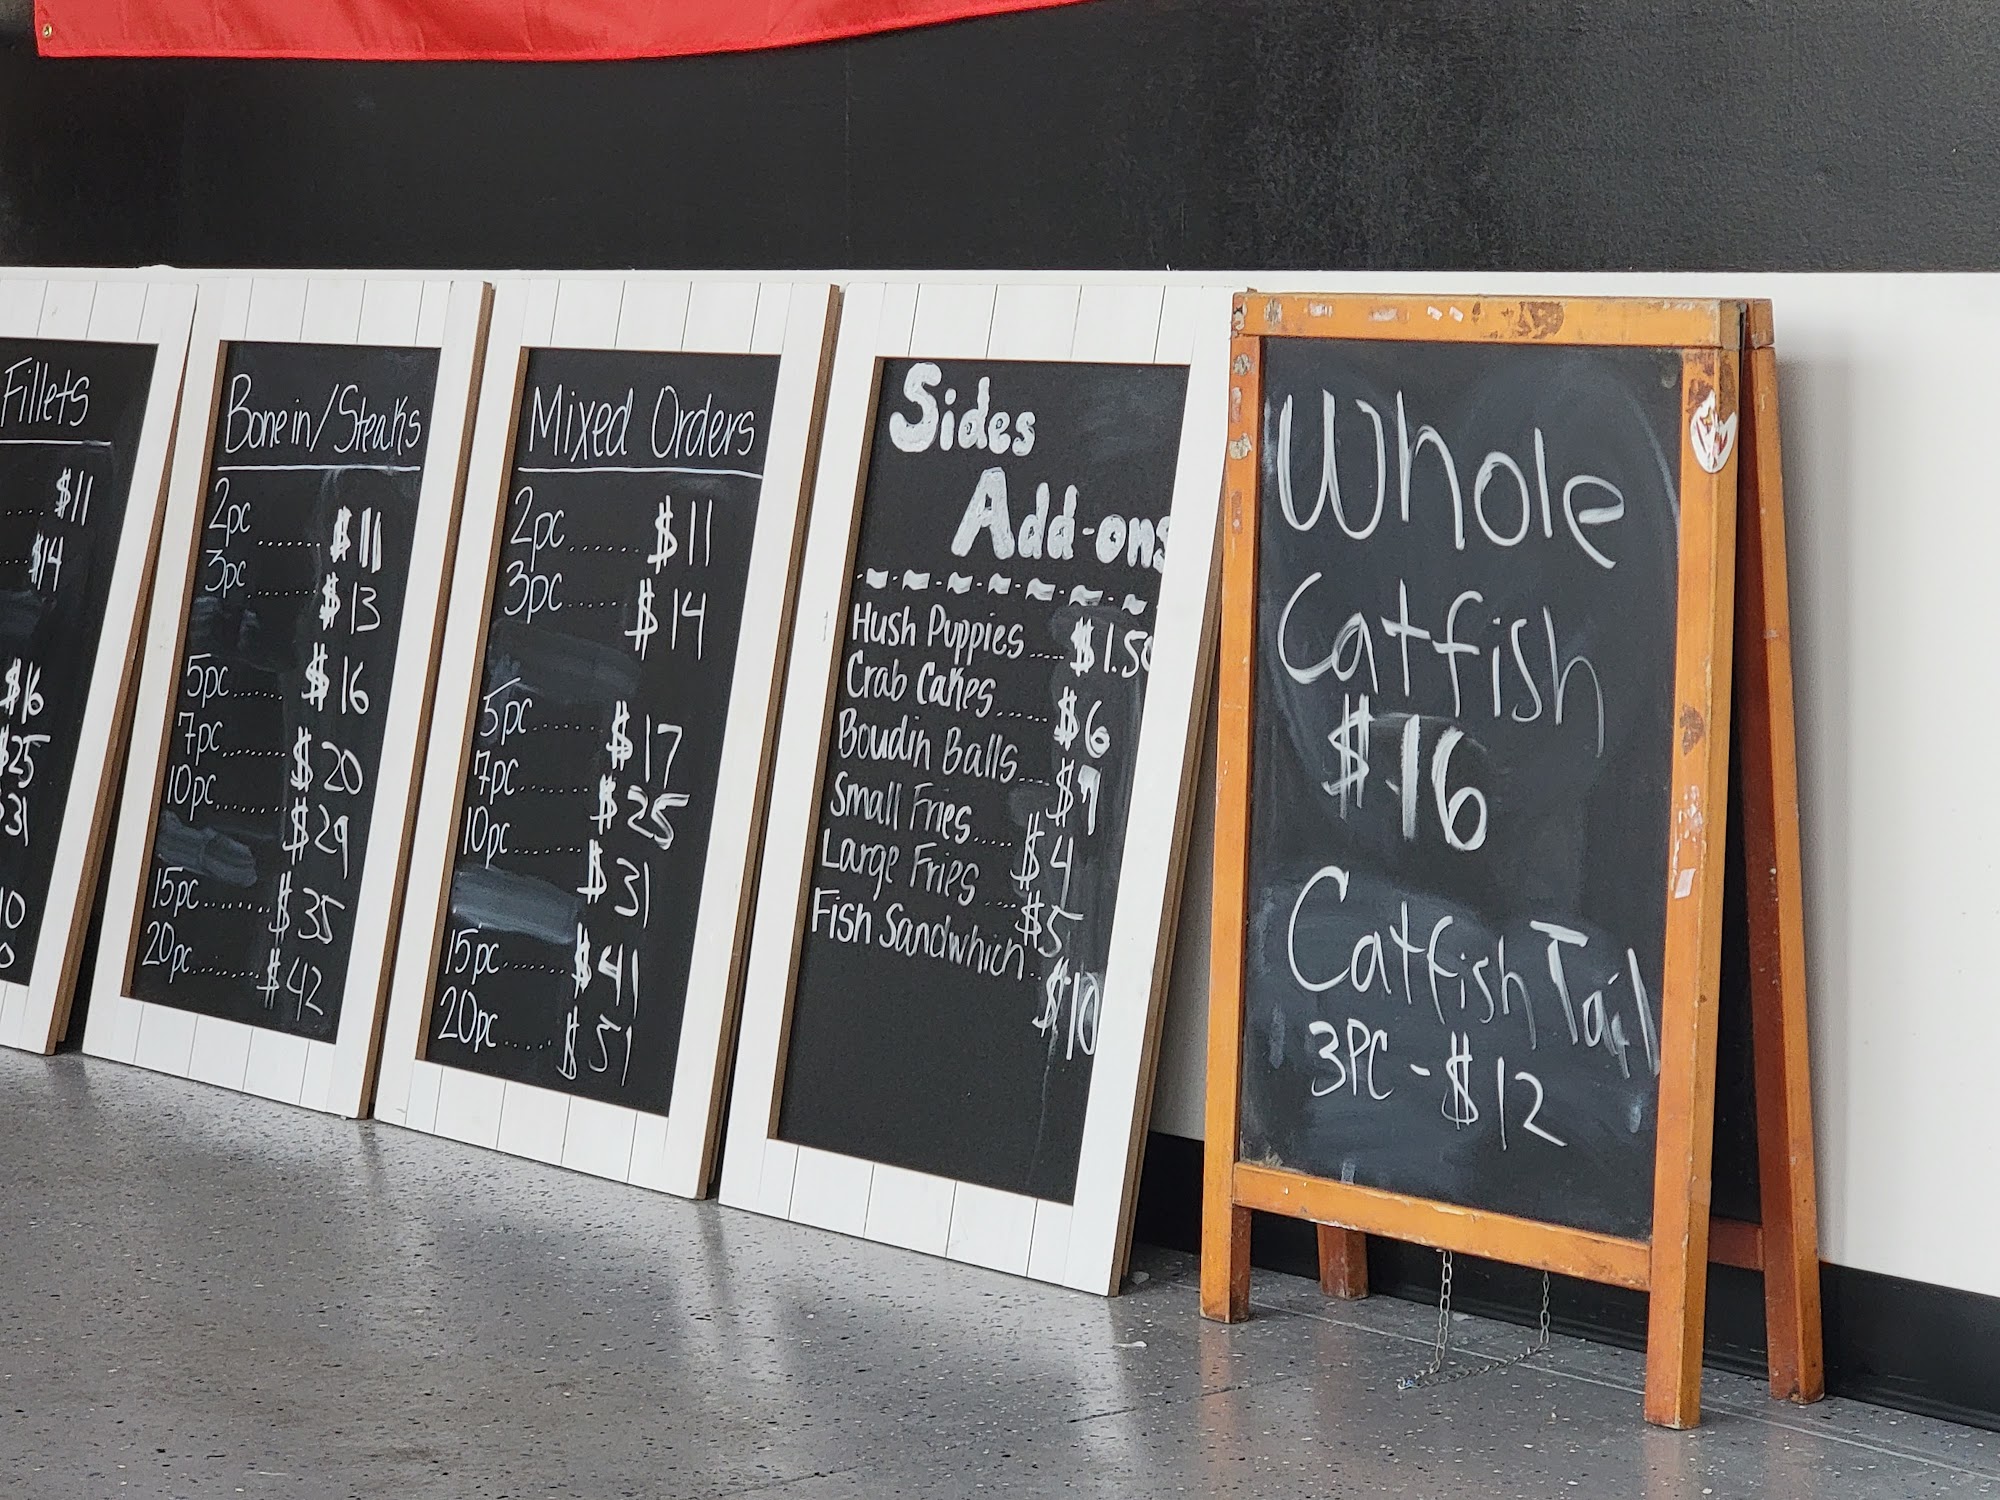 Fillets
$11
$14
$16
$25
$31
Bone in/Steaks
2pc ....... $11
3pc ....... $13
5pc ...... $16
7pc ........ $20
10pc ........ $29
15pc ........ $35
20pc ........ $42
Mixed Orders
2pc ...... $11
3pc ..... $14
5pc ....... $17
7pc ....... $25
10pc ....... $31
15pc ...... $41
20pc ..... $51
Sides
Add-ons
Hush Puppies ..... $1.50
Crab Cakes ...... $6
Boudin Balls ....
Small Fries ..... $4
Large Fries .... $5
Fish Sandwhich .. $10
Whole
Catfish
$16
Catfish Tail
3PC - $12